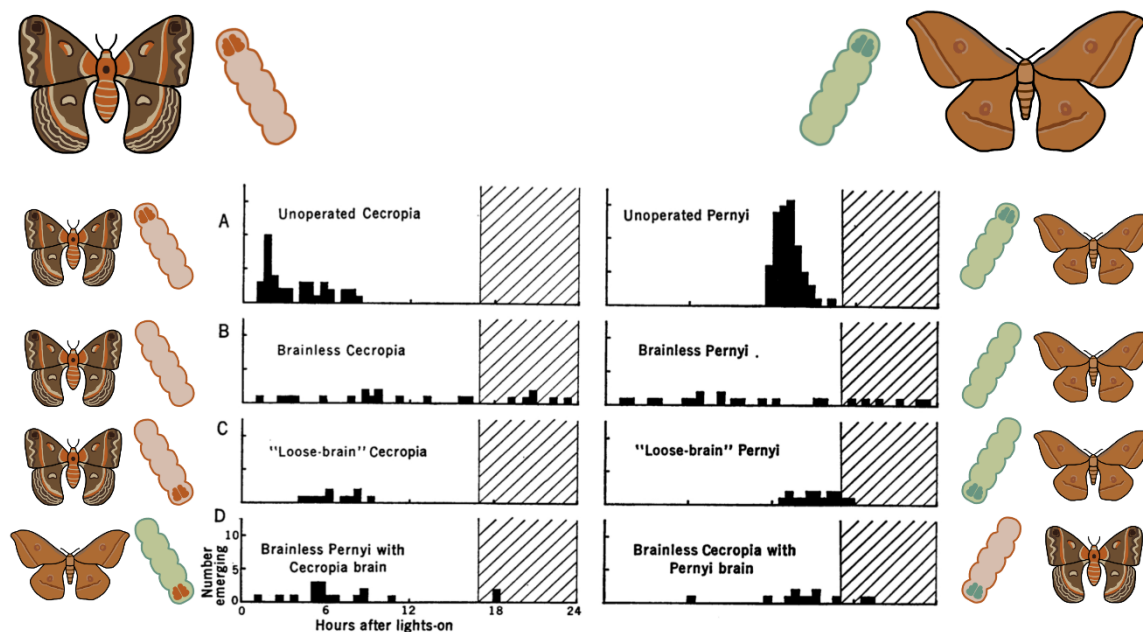 A
Unoperated Cecropia
Unoperated Pernyi
B
Brainless Cecropia
Brainless Pernyi .
C
"Loose-brain" Cecropia
"Loose-brain" Pernyi
D
Brainless Pernyi with
Cecropia brain
Brainless Cecropia with
Pernyi brain
Number
emerging
10
5
0
0 6 12 18 24
Hours after lights-on